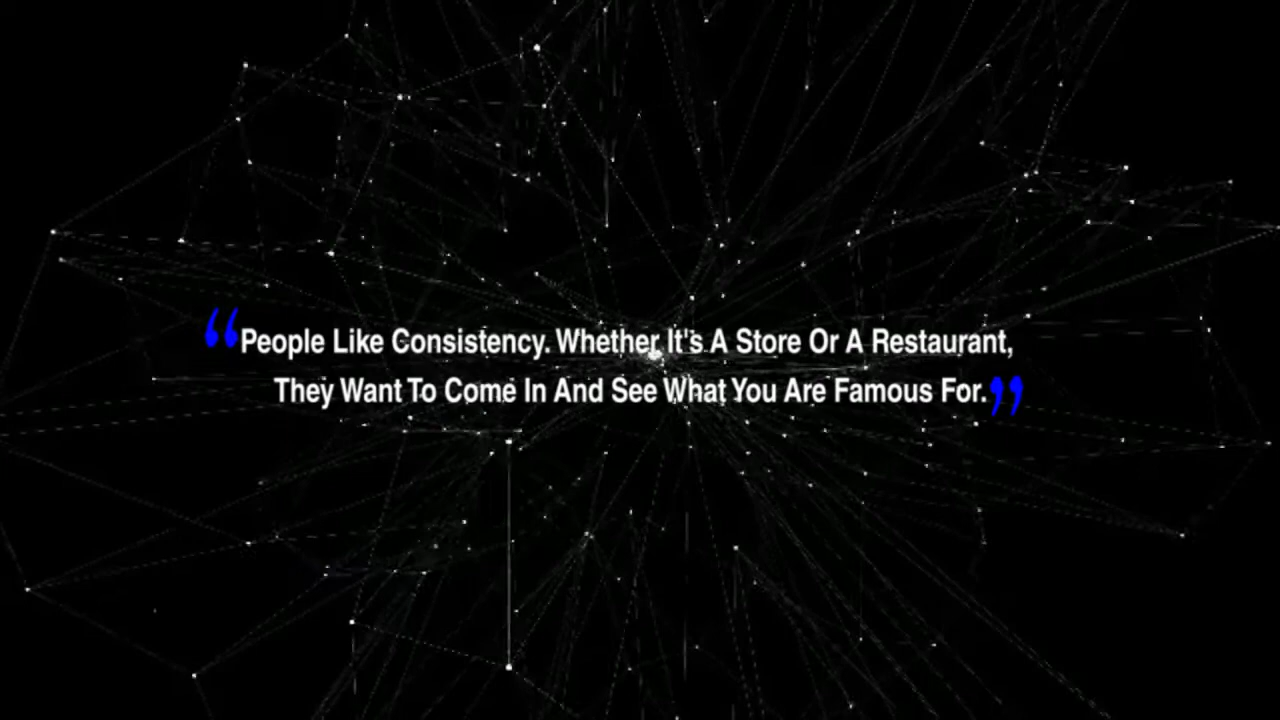 “People Like Consistency. Whether It's A Store Or A Restaurant,
They Want To Come In And See What You Are Famous For.”